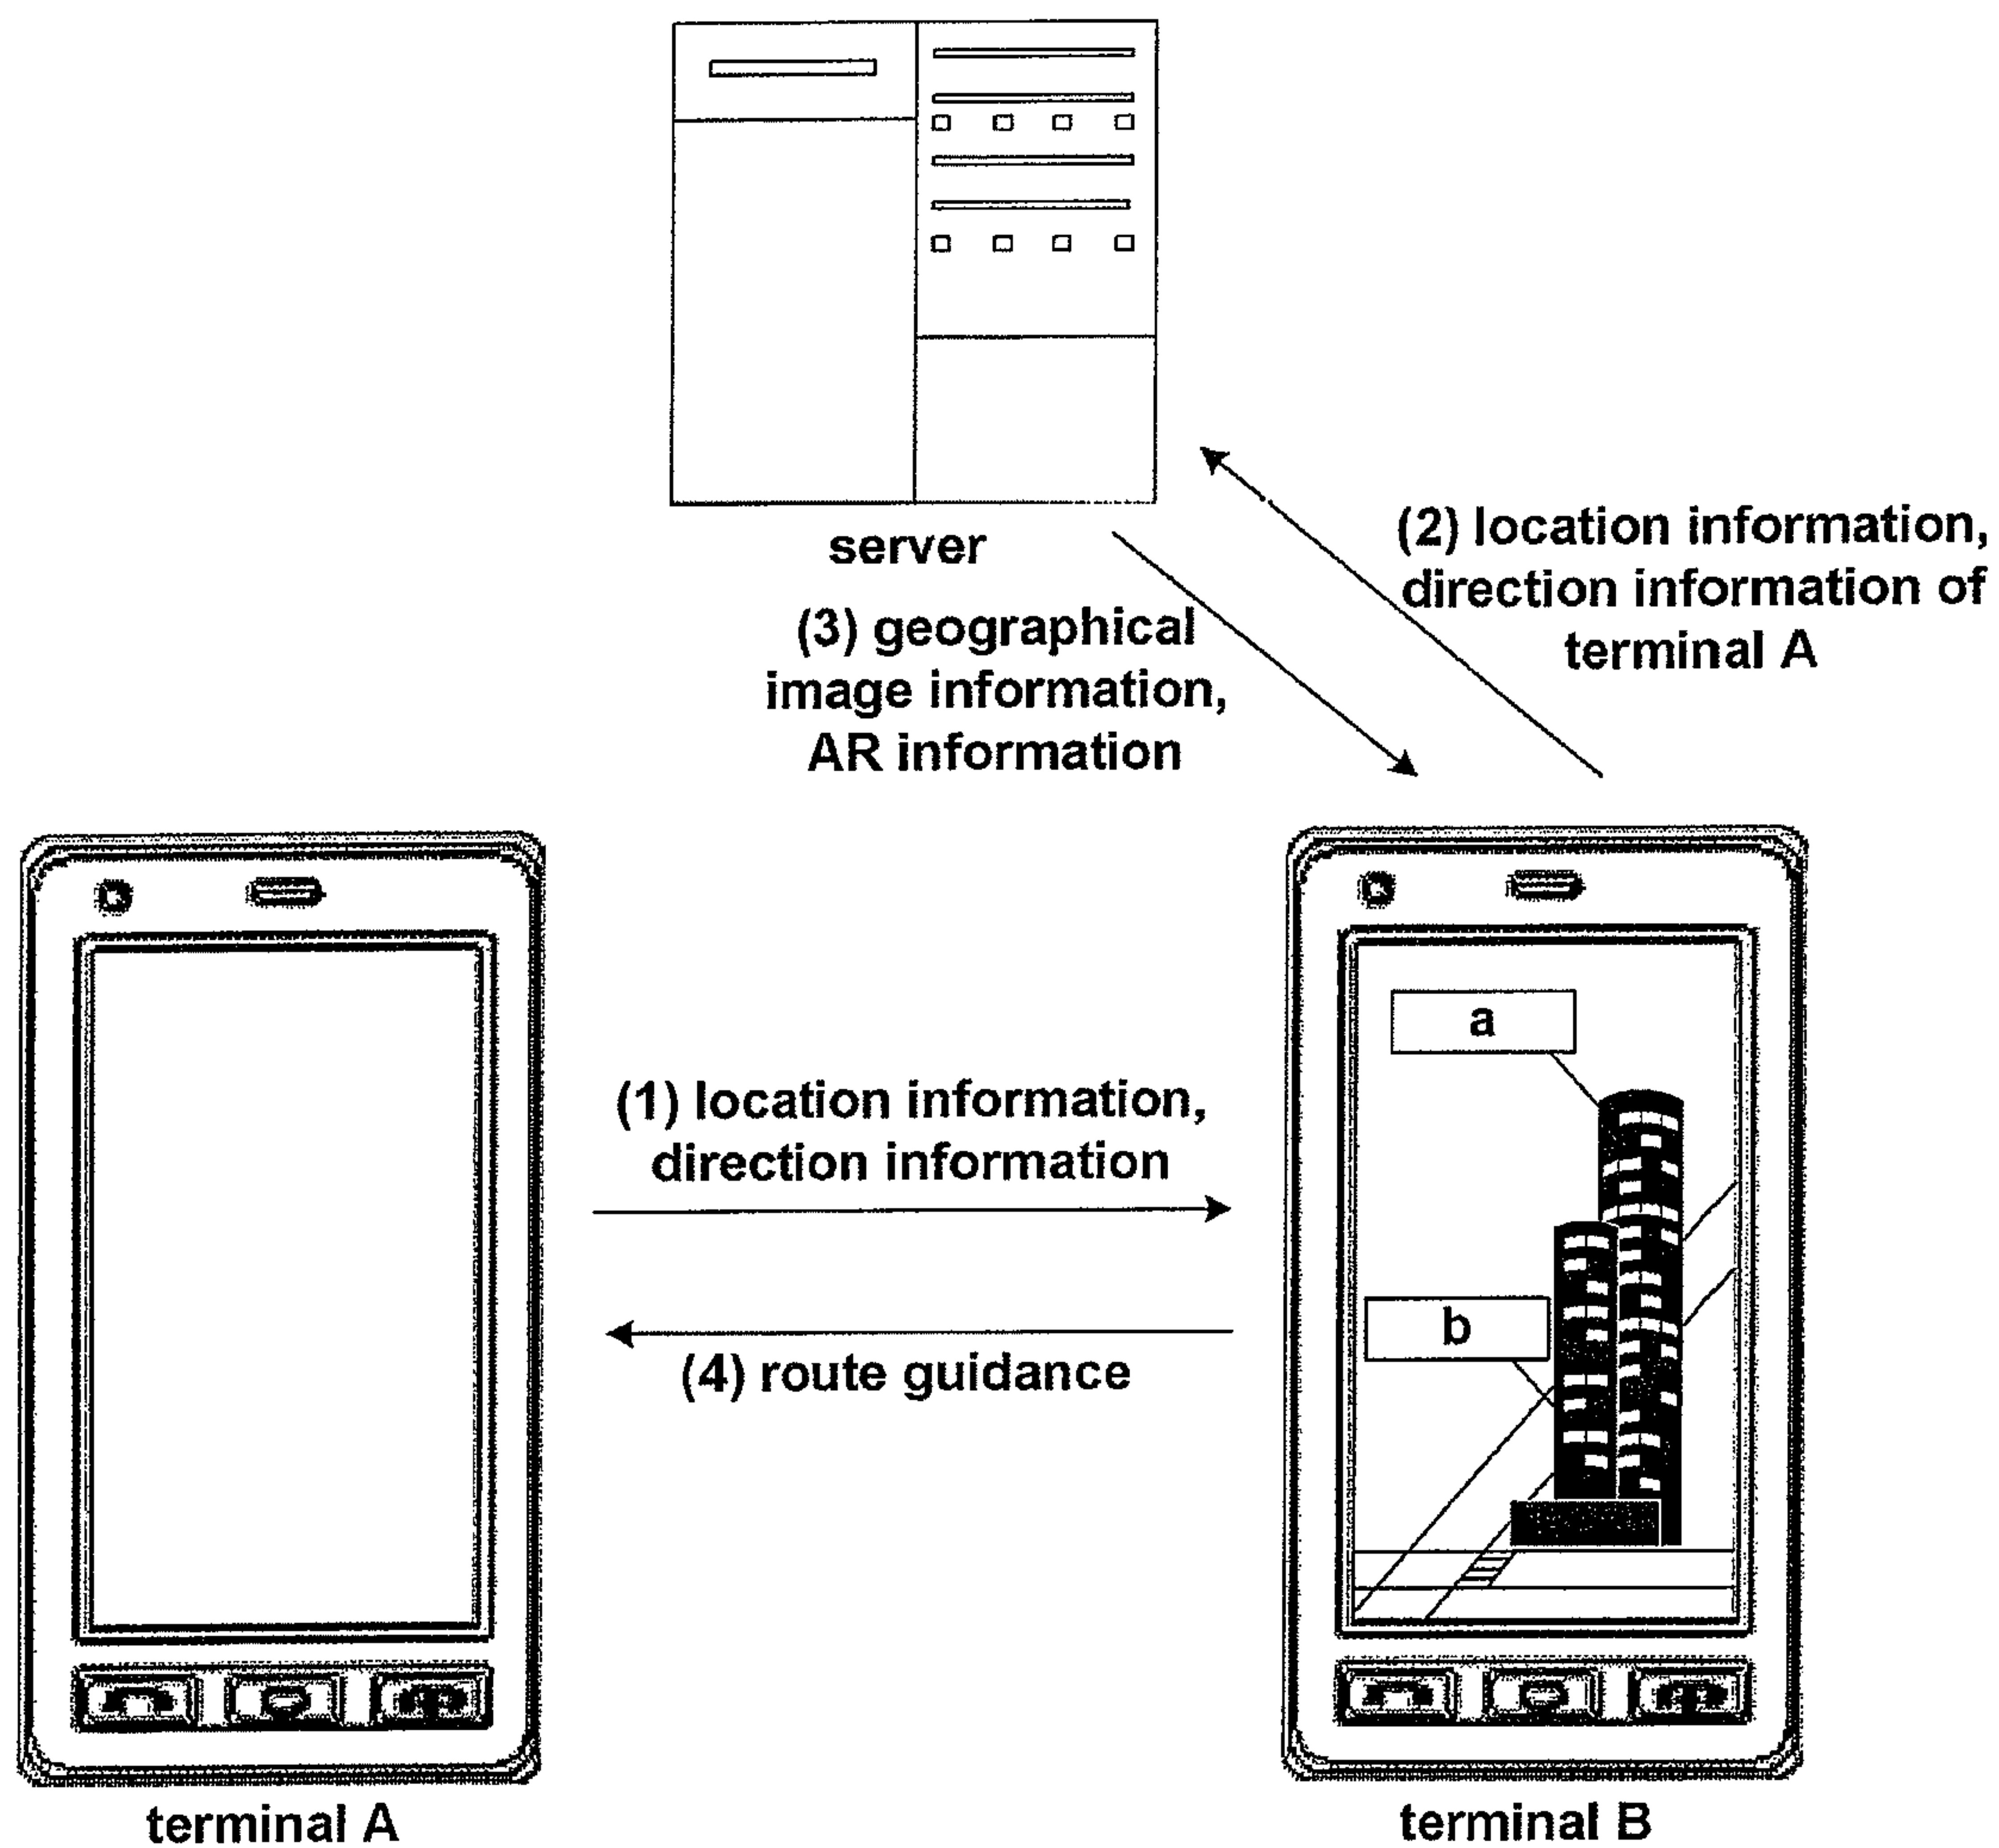 server
(2) location information,
direction information of
terminal A
(3) geographical
image information,
AR information
a
(1) location information,
direction information
b
(4) route guidance
terminal A
terminal B